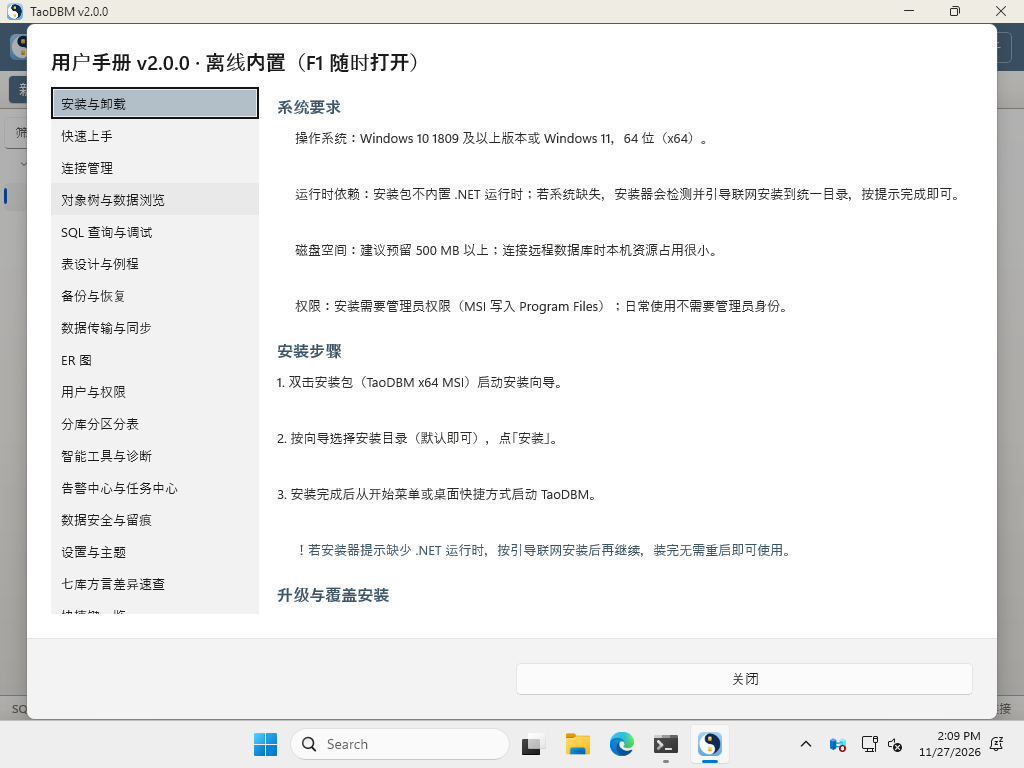 TaoDBM v2.0.0
用户手册 v2.0.0 · 离线内置（F1 随时打开）
安装与卸载
快速上手
连接管理
对象树与数据浏览
SQL 查询与调试
表设计与例程
备份与恢复
数据传输与同步
ER 图
用户与权限
分库分区分表
智能工具与诊断
告警中心与任务中心
数据安全与留痕
设置与主题
七库方言差异速查
系统要求
操作系统：Windows 10 1809 及以上版本或 Windows 11，64 位（x64）。
运行时依赖：安装包不内置 .NET 运行时；若系统缺失，安装器会检测并引导联网安装到统一目录，按提示完成即可。
磁盘空间：建议预留 500 MB 以上；连接远程数据库时本机资源占用很小。
权限：安装需要管理员权限（MSI 写入 Program Files）；日常使用不需要管理员身份。
安装步骤
1. 双击安装包（TaoDBM x64 MSI）启动安装向导。
2. 按向导选择安装目录（默认即可），点「安装」。
3. 安装完成后从开始菜单或桌面快捷方式启动 TaoDBM。
！若安装器提示缺少 .NET 运行时，按引导联网安装后再继续，装完无需重启即可使用。
升级与覆盖安装
关闭
Search
2:09 PM
11/27/2026